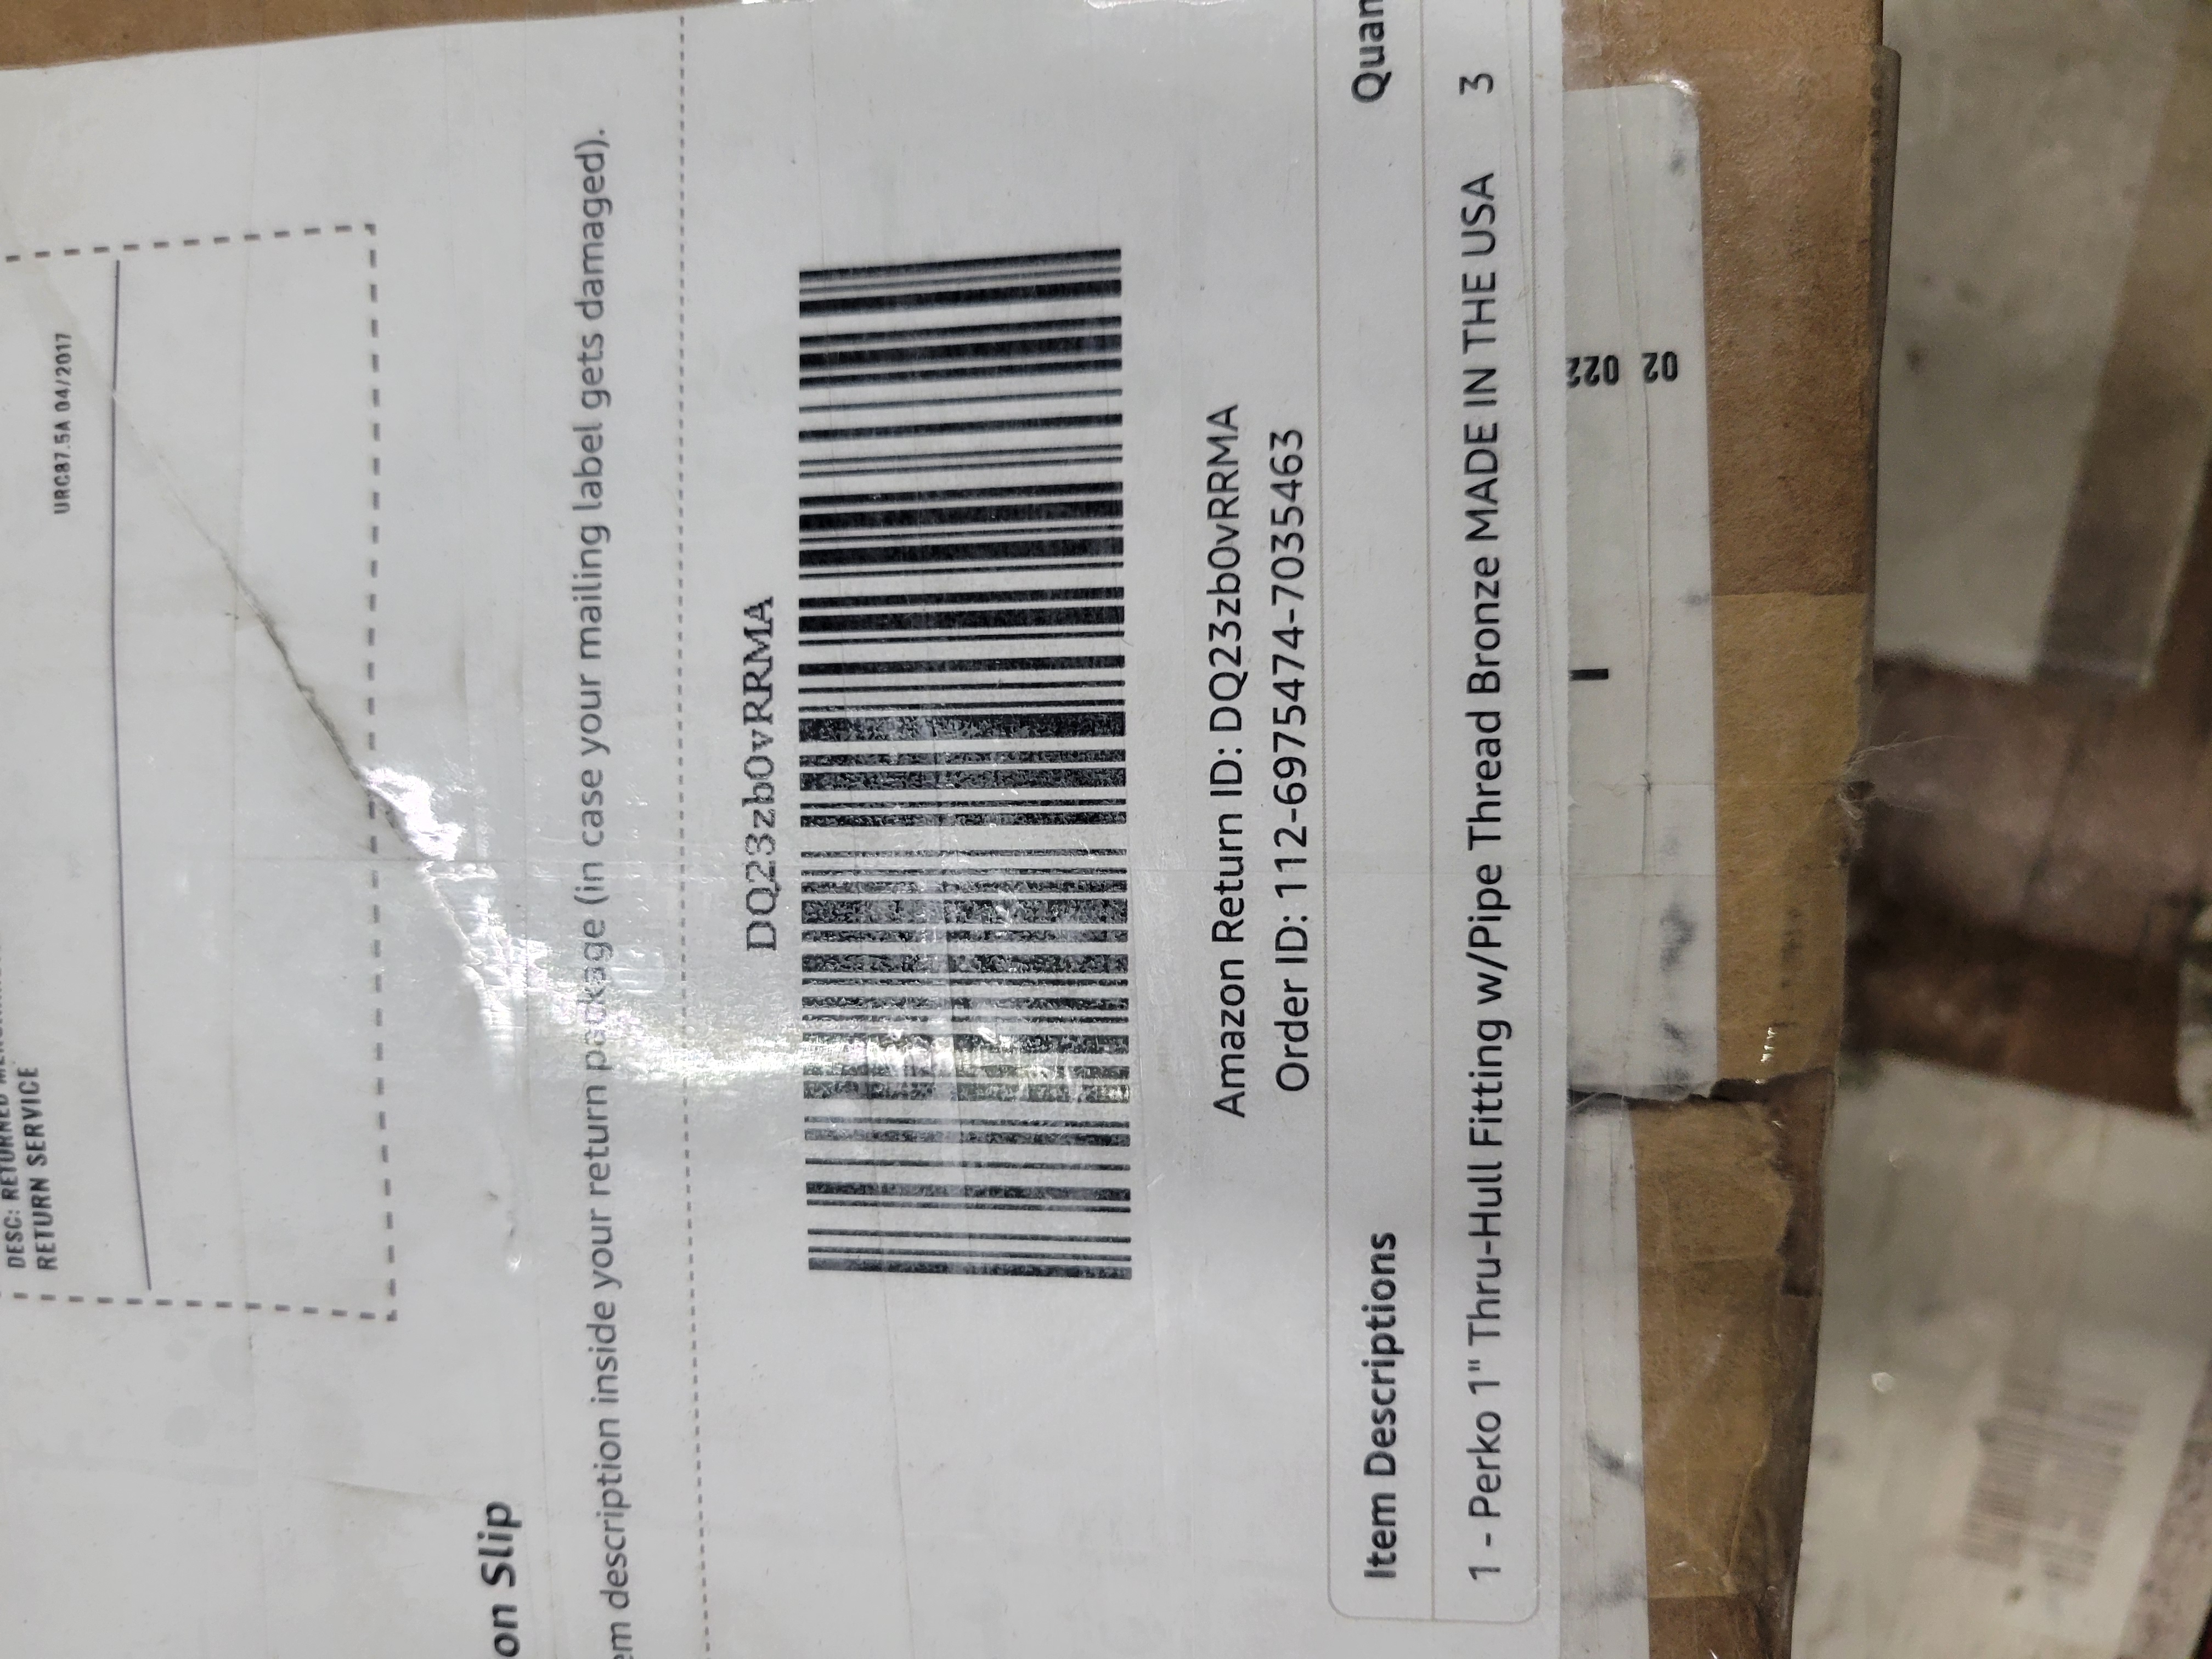 DESC: RETURNED
RETURN SERVICE
URC87.5A 04/2017
on Slip
em description inside your return package (in case your mailing label gets damaged).
DQ23zb0vRRMA
Amazon Return ID: DQ23zb0vRRMA
Order ID: 112-6975474-7035463
Item Descriptions Quan
1 - Perko 1" Thru-Hull Fitting w/Pipe Thread Bronze MADE IN THE USA 3
022
02